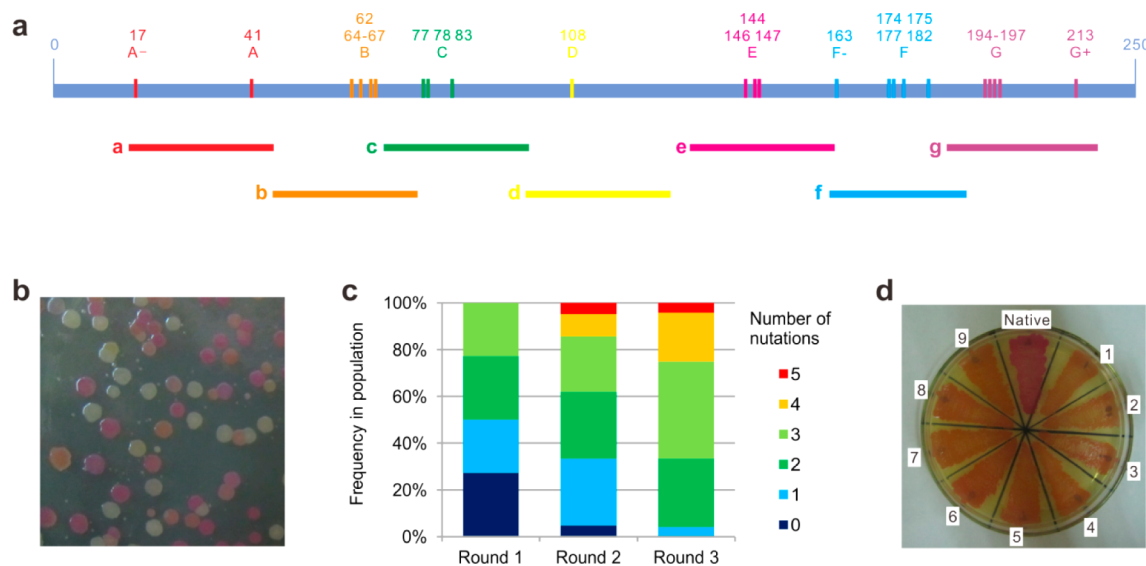 a
0
17
A-
41
A
62
64-67
B
77 78 83
C
108
D
144
146 147
E
163
F-
174 175
177 182
F
194-197
G
213
G+
250
a
c
e
g
b
d
f
b
c
100%
80%
60%
40%
20%
0%
Frequency in population
Round 1
Round 2
Round 3
Number of
nutations
5
4
3
2
1
0
d
Native
1
2
3
4
5
6
7
8
9